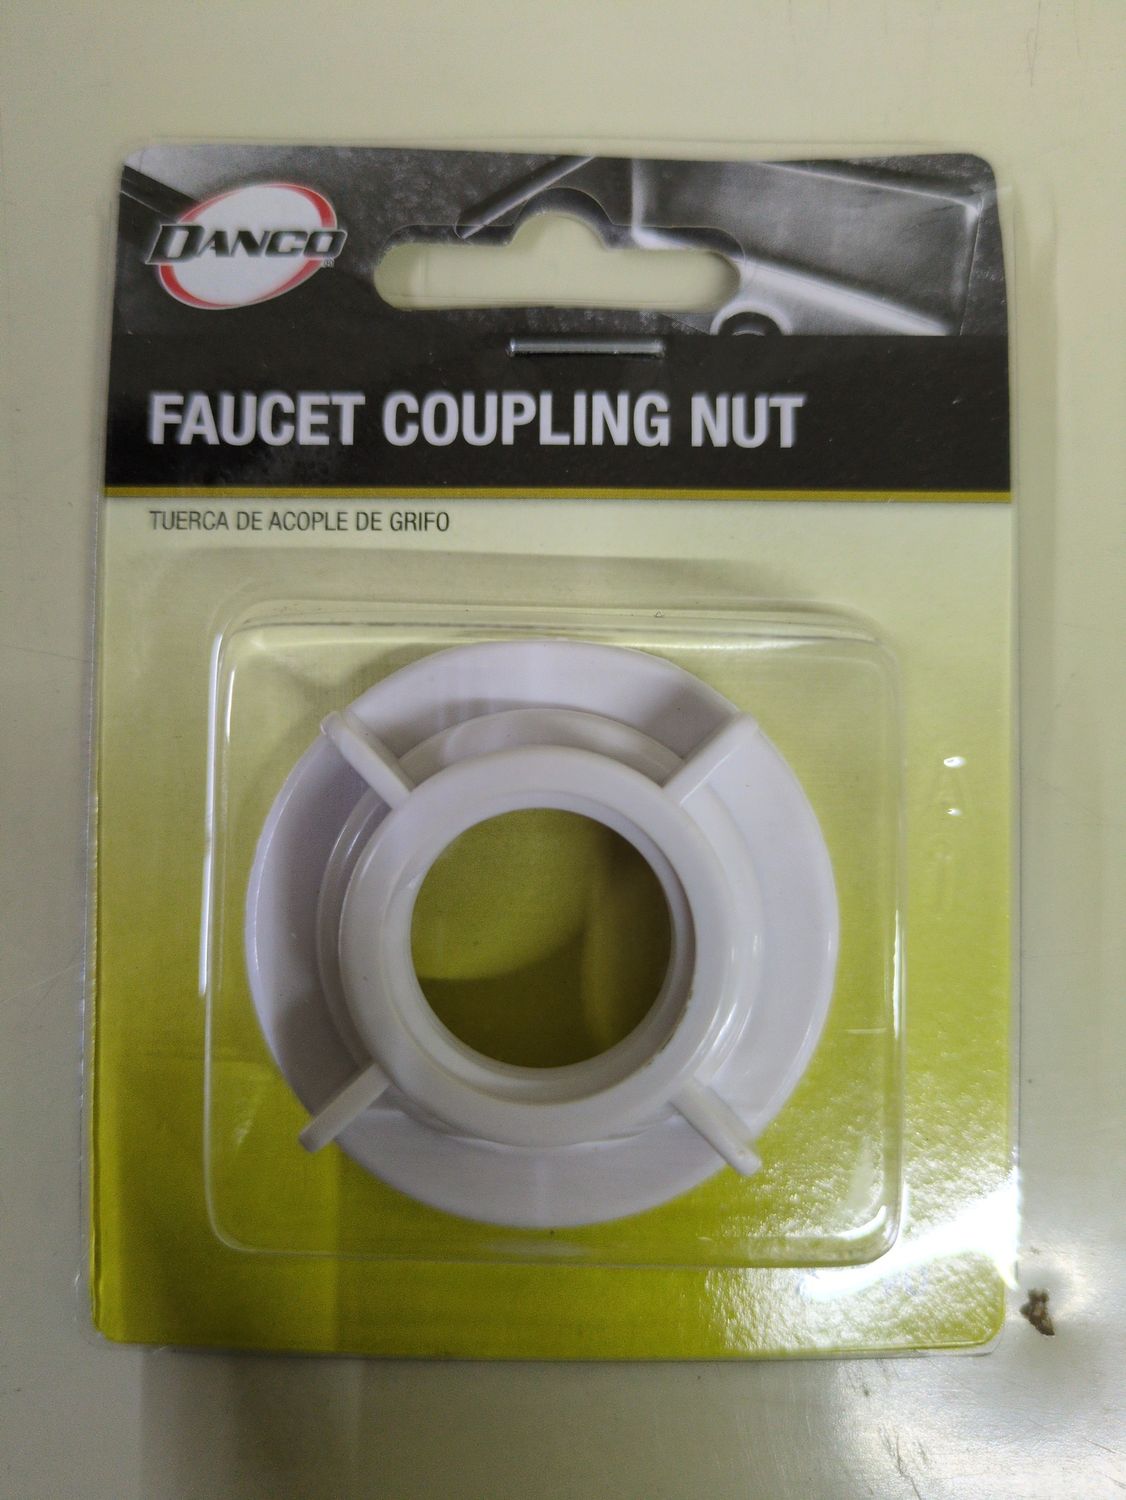 DANCO®
FAUCET COUPLING NUT
TUERCA DE ACOPLE DE GRIFO